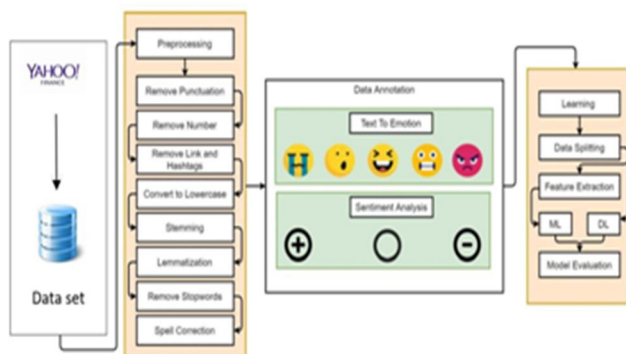 YAHOO!
FINANCE
Data set
Preprocessing
Remove Punctuation
Remove Number
Remove Link and
Hashtags
Convert to Lowercase
Stemming
Lemmatization
Remove Stopwords
Spell Correction
Data Annotation
Text To Emotion
Sentiment Analysis
Learning
Data Splitting
Feature Extraction
ML
DL
Model Evaluation